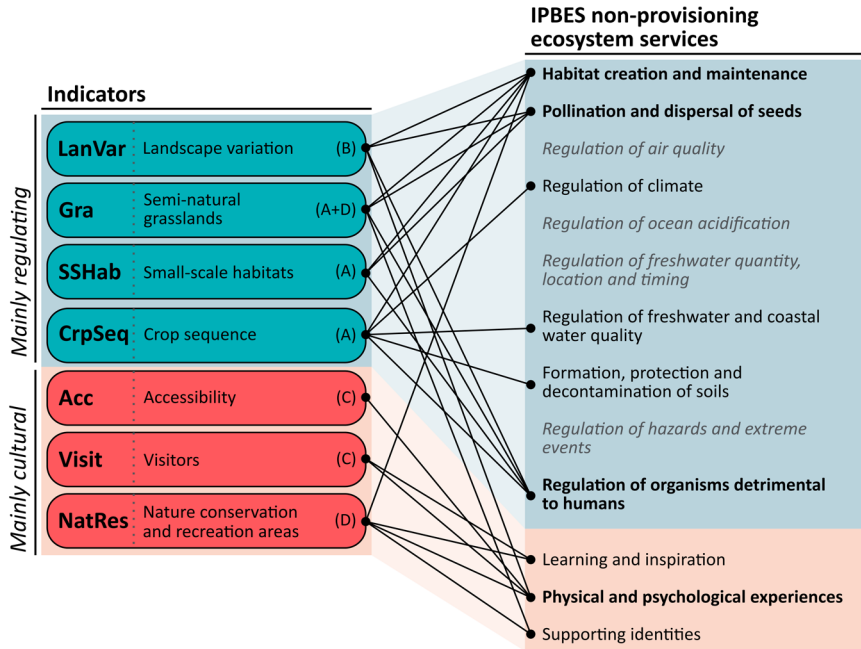 IPBES non-provisioning
ecosystem services
Indicators
Mainly regulating
LanVar Landscape variation (B)
Gra Semi-natural
grasslands (A+D)
SSHab Small-scale habitats (A)
CrpSeq Crop sequence (A)
Mainly cultural
Acc Accessibility (C)
Visit Visitors (C)
NatRes Nature conservation
and recreation areas (D)
Habitat creation and maintenance
Pollination and dispersal of seeds
Regulation of air quality
Regulation of climate
Regulation of ocean acidification
Regulation of freshwater quantity,
location and timing
Regulation of freshwater and coastal
water quality
Formation, protection and
decontamination of soils
Regulation of hazards and extreme
events
Regulation of organisms detrimental
to humans
Learning and inspiration
Physical and psychological experiences
Supporting identities